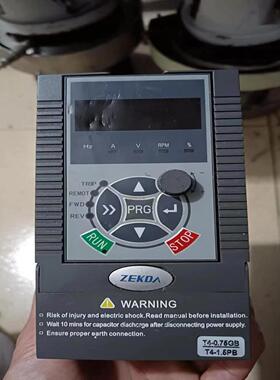 Hz A V RPM %
TRIP
REMOT
FWD
REV
PRG
RUN
STOP
ZEKDA
WARNING
Risk of injury and electric shock. Read manual before installation.
Wait 10 mins for capacitor discharge after disconnecting power supply.
Ensure proper earth connection.
T4-0.75GB
T4-1.5PB